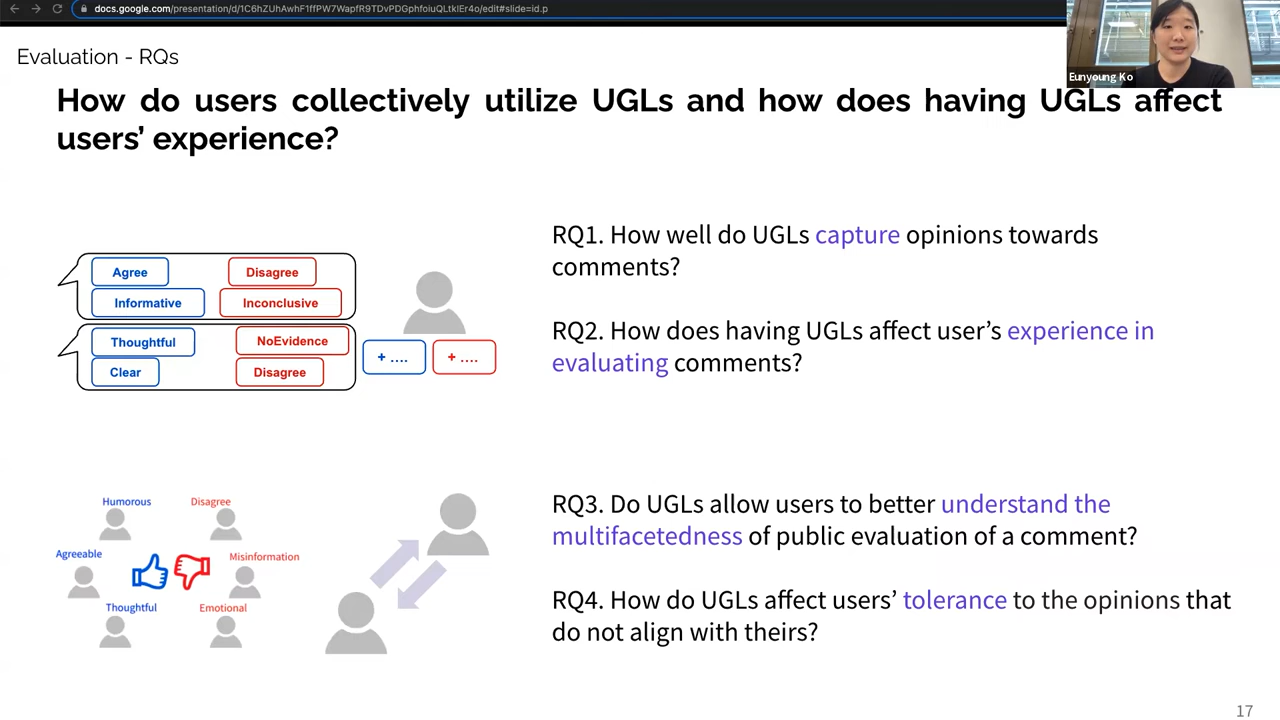 docs.google.com/presentation/d/1C6hZUhAwhF1ffPW7WapfR9TDvPDGphfoiuQLtklEr4o/edit#slide=id.p
Eunyoung Ko
Evaluation - RQs
How do users collectively utilize UGLs and how does having UGLs affect
users' experience?
Agree Disagree
Informative Inconclusive
Thoughtful NoEvidence
Clear Disagree
+ .... + ....
RQ1. How well do UGLs capture opinions towards
comments?
RQ2. How does having UGLs affect user's experience in
evaluating comments?
Humorous Disagree
Agreeable Misinformation
Thoughtful Emotional
RQ3. Do UGLs allow users to better understand the
multifacetedness of public evaluation of a comment?
RQ4. How do UGLs affect users' tolerance to the opinions that
do not align with theirs?
17